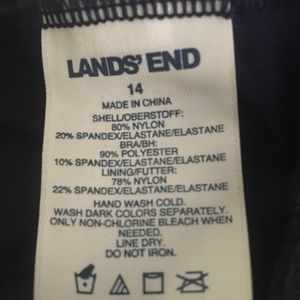 LANDS' END
14
MADE IN CHINA
SHELL/OBERSTOFF:
80% NYLON
20% SPANDEX/ELASTANE/ELASTANE
BRA/BH:
90% POLYESTER
10% SPANDEX/ELASTANE/ELASTANE
LINING/FUTTER:
78% NYLON
22% SPANDEX/ELASTANE/ELASTANE
HAND WASH COLD.
WASH DARK COLORS SEPARATELY.
ONLY NON-CHLORINE BLEACH WHEN
NEEDED.
LINE DRY.
DO NOT IRON.